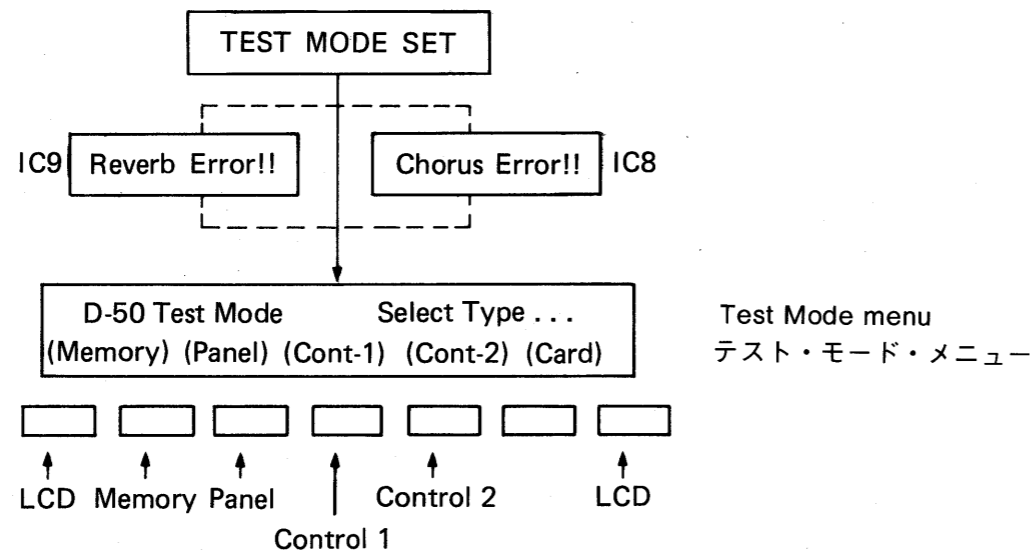 TEST MODE SET
IC9 Reverb Error!! Chorus Error!! IC8
D-50 Test Mode Select Type . . .
(Memory) (Panel) (Cont-1) (Cont-2) (Card)
Test Mode menu
テスト・モード・メニュー
LCD Memory Panel Control 2 LCD
Control 1